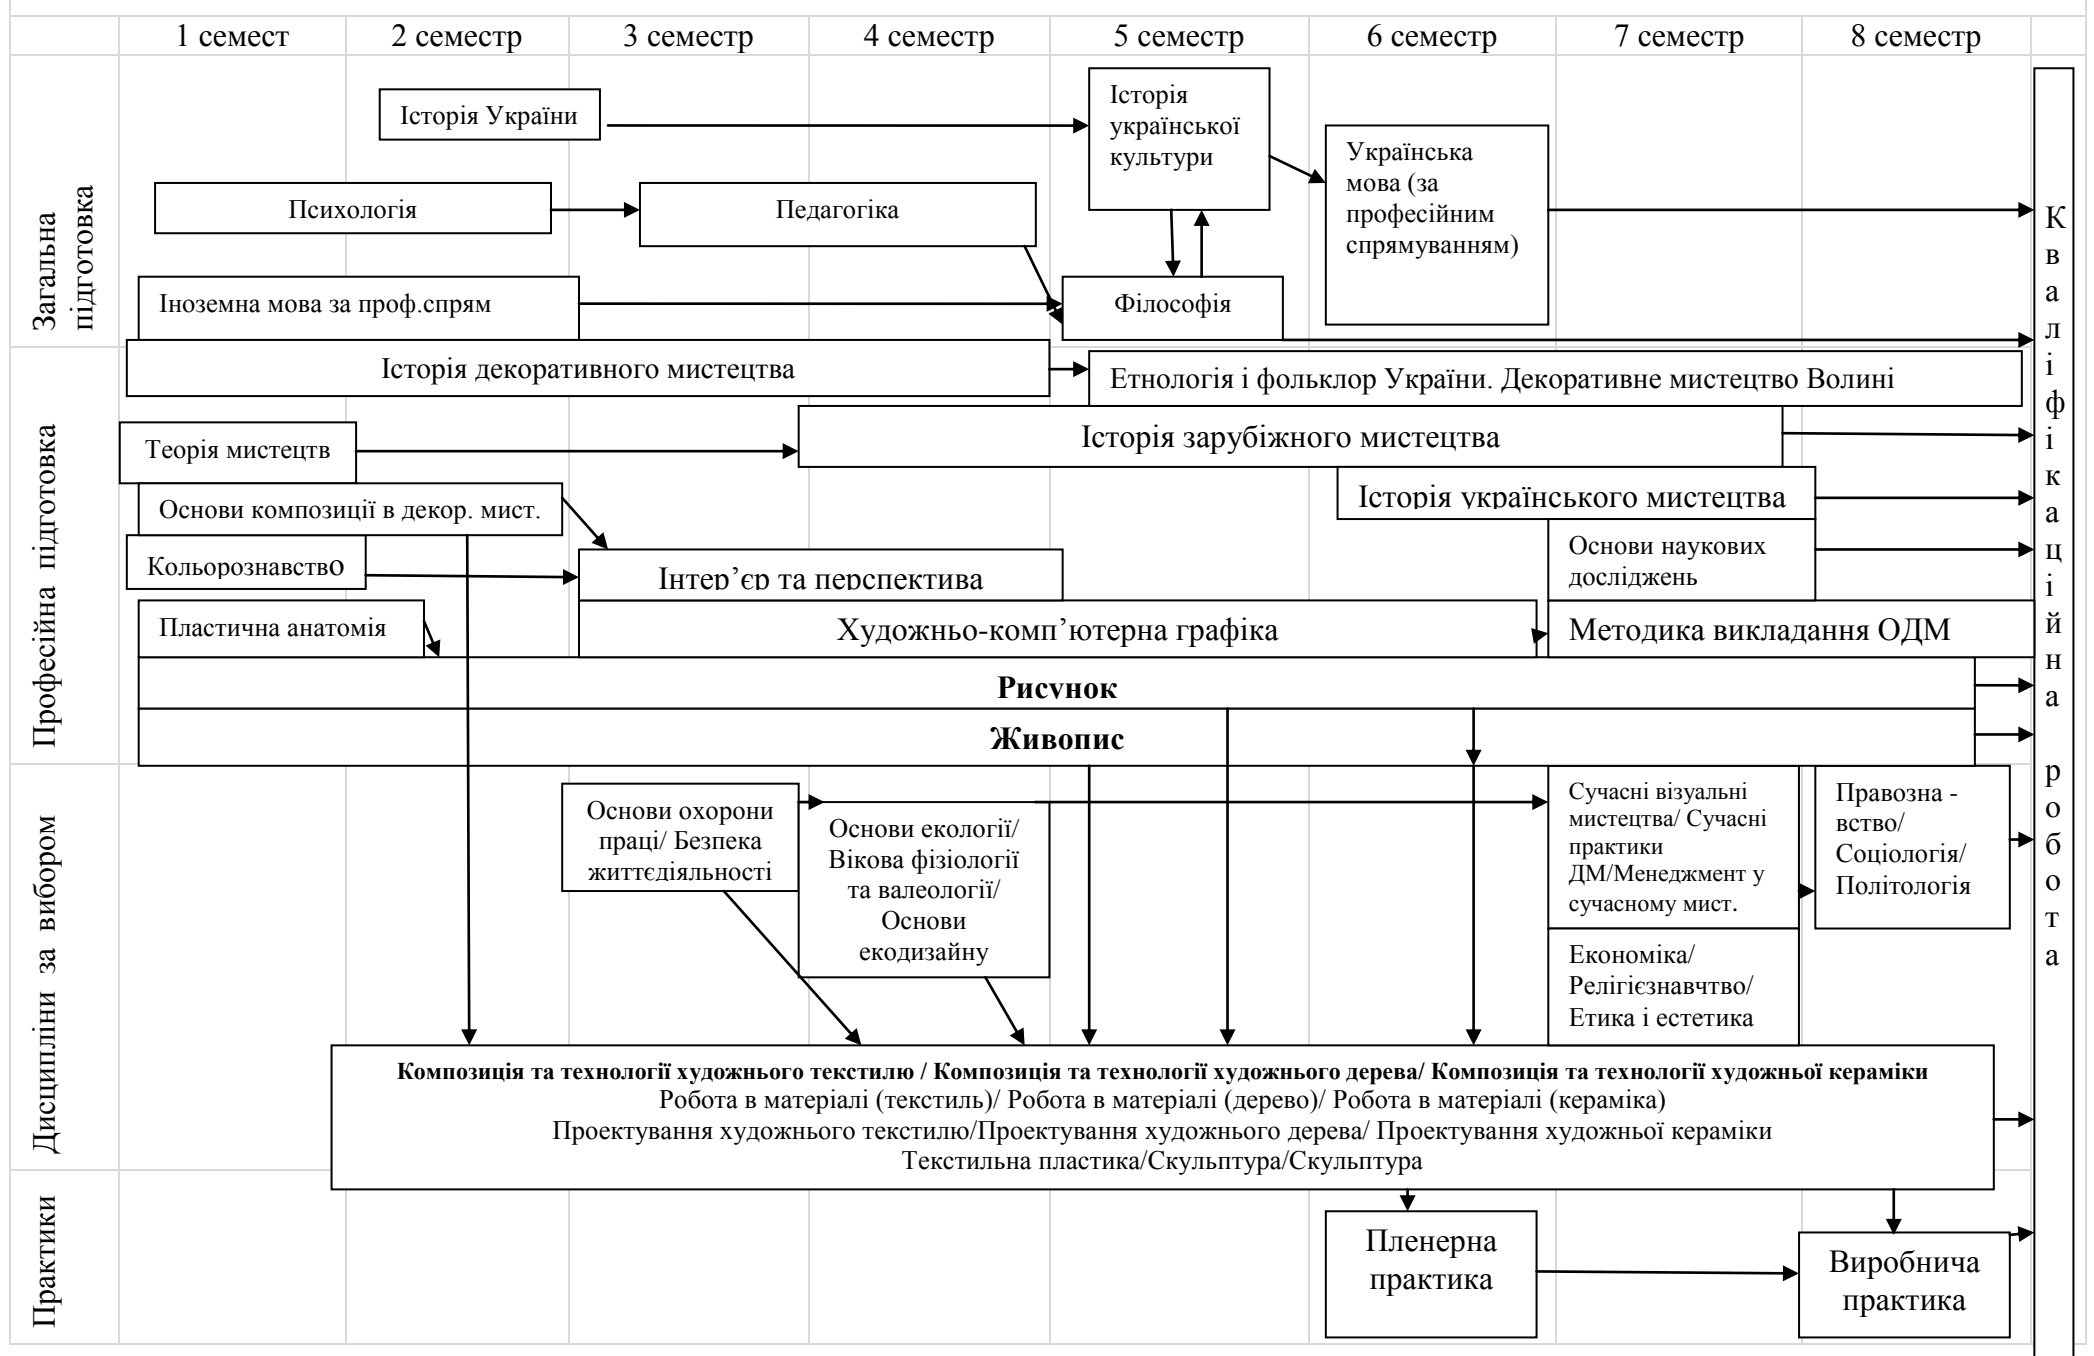 1 семест
2 семестр
3 семестр
4 семестр
5 семестр
6 семестр
7 семестр
8 семестр
Загальна
підготовка
Історія України
Історія
української
культури
Українська
мова (за
професійним
спрямуванням)
Психологія
Педагогіка
Іноземна мова за проф.спрям
Філософія
Професійна підготовка
Історія декоративного мистецтва
Етнологія і фольклор України. Декоративне мистецтво Волині
Теорія мистецтв
Історія зарубіжного мистецтва
Історія українського мистецтва
Основи композиції в декор. мист.
Кольорознавство
Інтер’єр та перспектива
Основи наукових
досліджень
Пластична анатомія
Художньо-комп’ютерна графіка
Методика викладання ОДМ
Рисунок
Живопис
Дисципліни за вибором
Основи охорони
праці/ Безпека
життєдіяльності
Основи екології/
Вікова фізіології
та валеології/
Основи
екодизайну
Сучасні візуальні
мистецтва/ Сучасні
практики
ДМ/Менеджмент у
сучасному мист.
Правозна -
вство/
Соціологія/
Політологія
Економіка/
Релігієзнавчтво/
Етика і естетика
Композиція та технології художнього текстилю / Композиція та технології художнього дерева/ Композиція та технології художньої кераміки
Робота в матеріалі (текстиль)/ Робота в матеріалі (дерево)/ Робота в матеріалі (кераміка)
Проектування художнього текстилю/Проектування художнього дерева/ Проектування художньої кераміки
Текстильна пластика/Скульптура/Скульптура
Практики
Пленерна
практика
Виробнича
практика
Кваліфікаційна робота